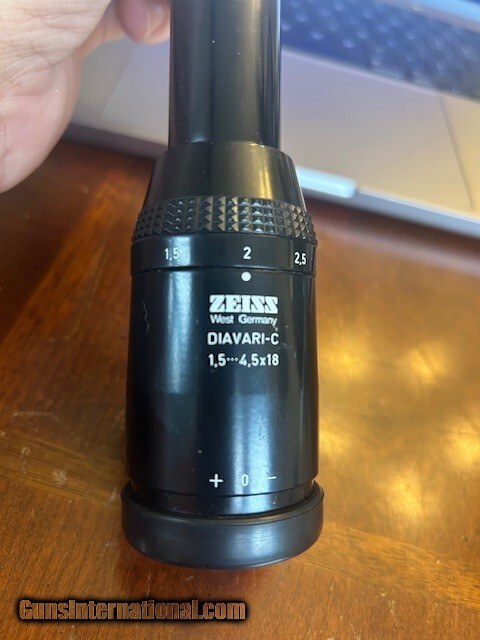 1,5 2 2,5
ZEISS
West Germany
DIAVARI-C
1,5···4,5x18
+ 0 −
GunsInternational.com